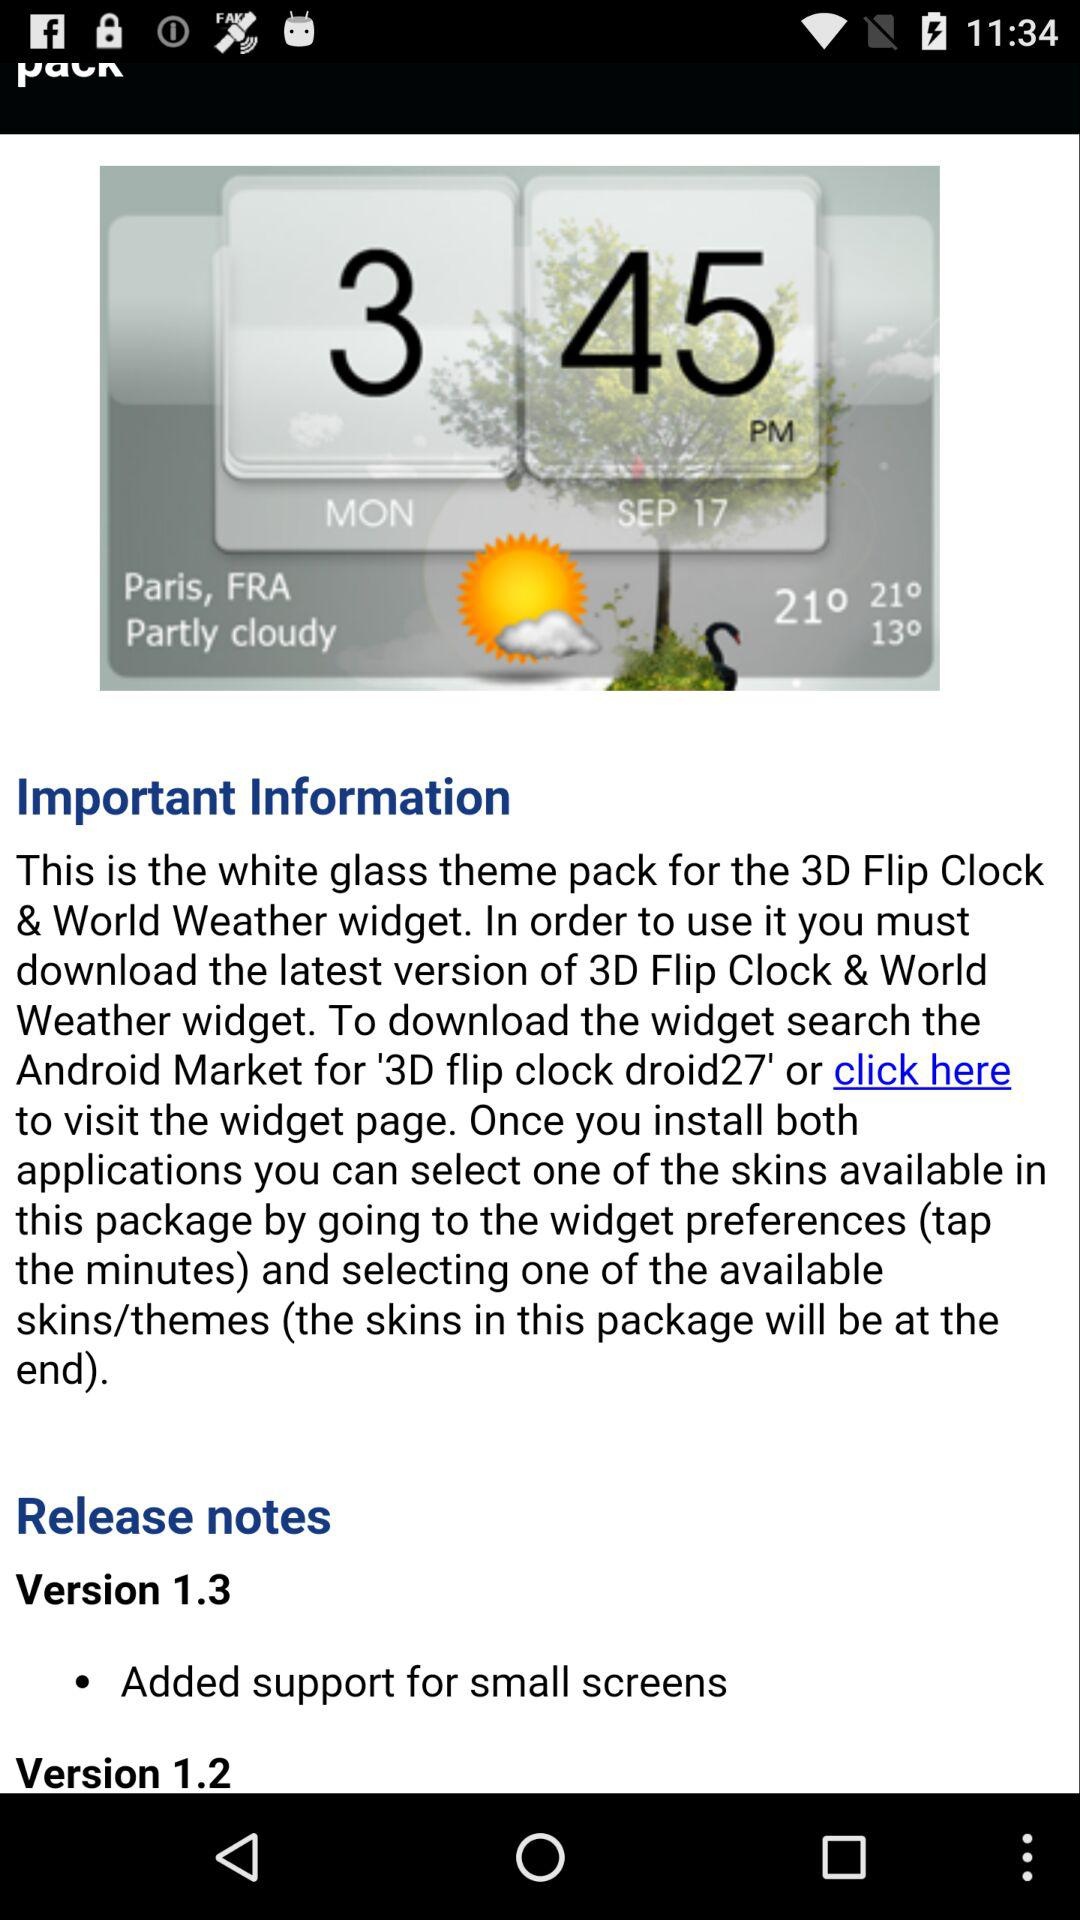 FAKE
11:34
pack
3 45
PM
MON SEP 17
Paris, FRA
Partly cloudy
21° 21°
13°
Important Information
This is the white glass theme pack for the 3D Flip Clock
& World Weather widget. In order to use it you must
download the latest version of 3D Flip Clock & World
Weather widget. To download the widget search the
Android Market for '3D flip clock droid27' or click here
to visit the widget page. Once you install both
applications you can select one of the skins available in
this package by going to the widget preferences (tap
the minutes) and selecting one of the available
skins/themes (the skins in this package will be at the
end).
Release notes
Version 1.3
• Added support for small screens
Version 1.2